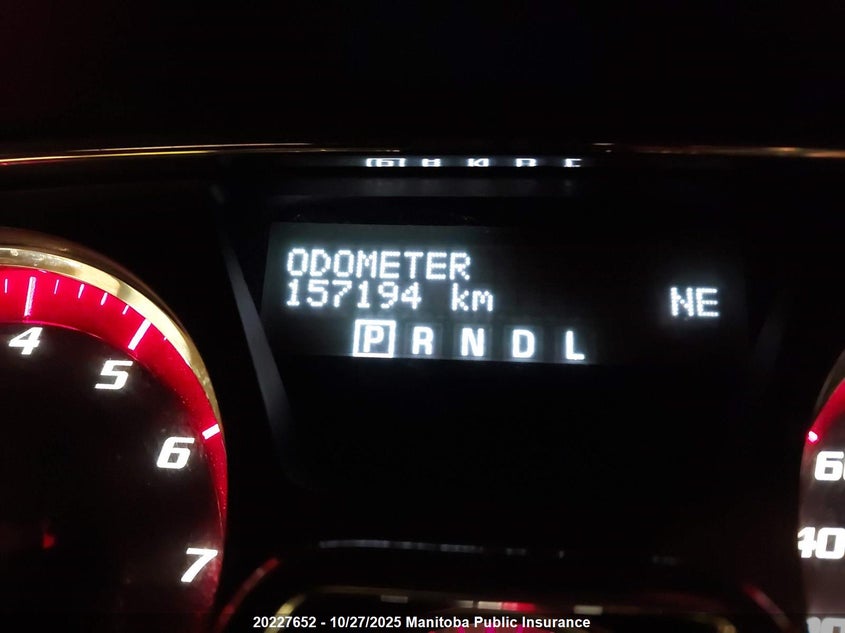 ODOMETER
157194 km
NE
P R N D L
4
5
6
7
60
40
20227652 - 10/27/2025 Manitoba Public Insurance